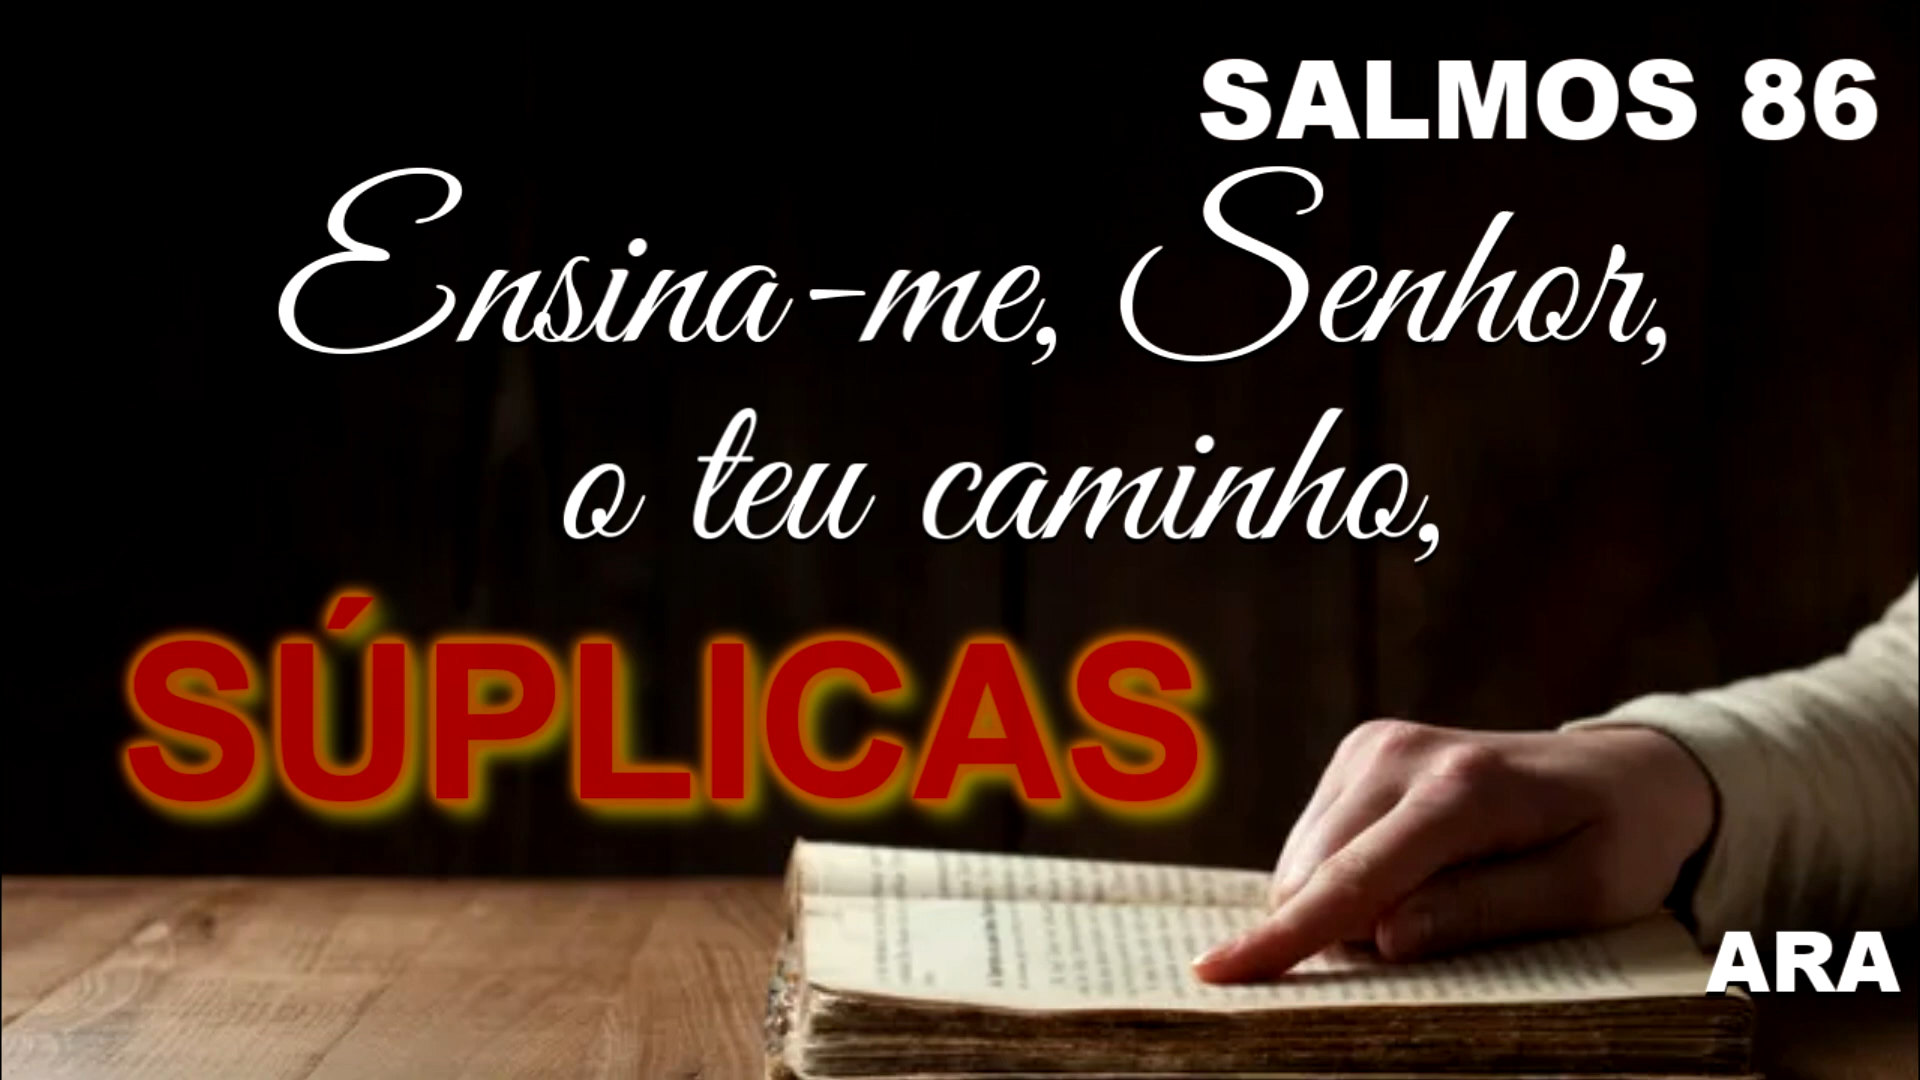 SALMOS 86
Ensina-me, Senhor,
o teu caminho,
SÚPLICAS
ARA